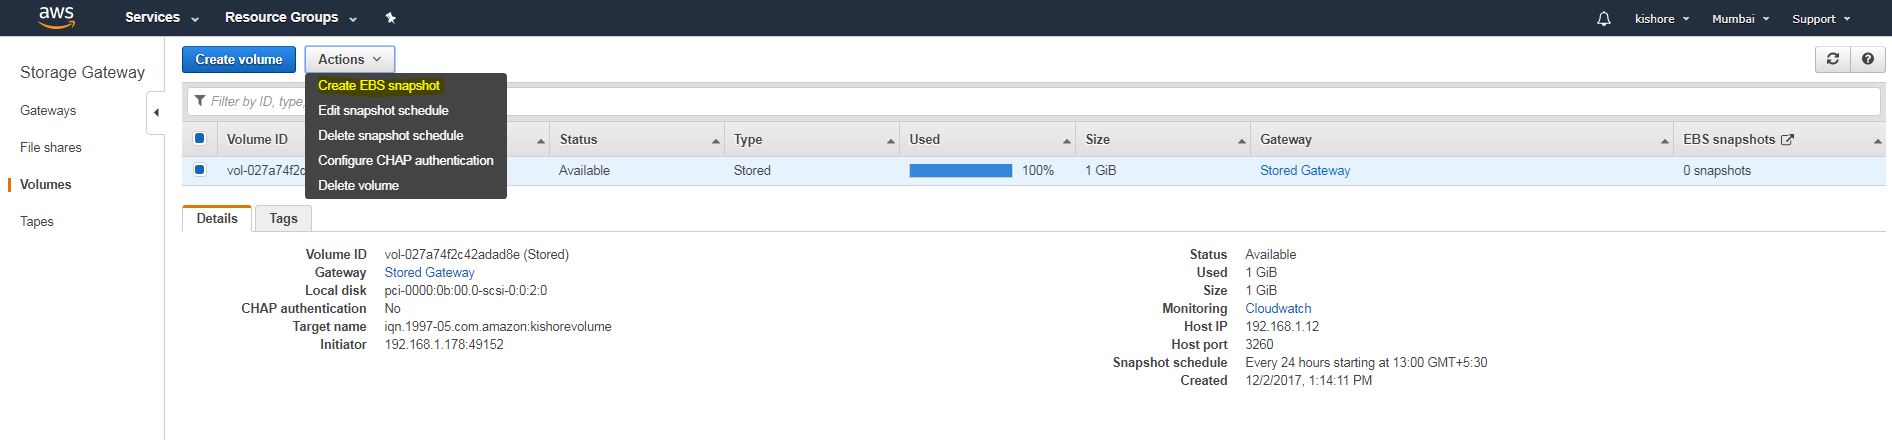 aws Services Resource Groups kishore Mumbai Support
Storage Gateway
Gateways
File shares
Volumes
Tapes
Create volume Actions
Create EBS snapshot
Edit snapshot schedule
Delete snapshot schedule
Configure CHAP authentication
Delete volume
Filter by ID, type,
Volume ID Status Type Used Size Gateway EBS snapshots
vol-027a74f2c Available Stored 100% 1 GiB Stored Gateway 0 snapshots
Details Tags
Volume ID vol-027a74f2c42adad8e (Stored)
Gateway Stored Gateway
Local disk pci-0000:0b:00.0-scsi-0:0:2:0
CHAP authentication No
Target name iqn.1997-05.com.amazon:kishorevolume
Initiator 192.168.1.178:49152
Status Available
Used 1 GiB
Size 1 GiB
Monitoring Cloudwatch
Host IP 192.168.1.12
Host port 3260
Snapshot schedule Every 24 hours starting at 13:00 GMT+5:30
Created 12/2/2017, 1:14:11 PM